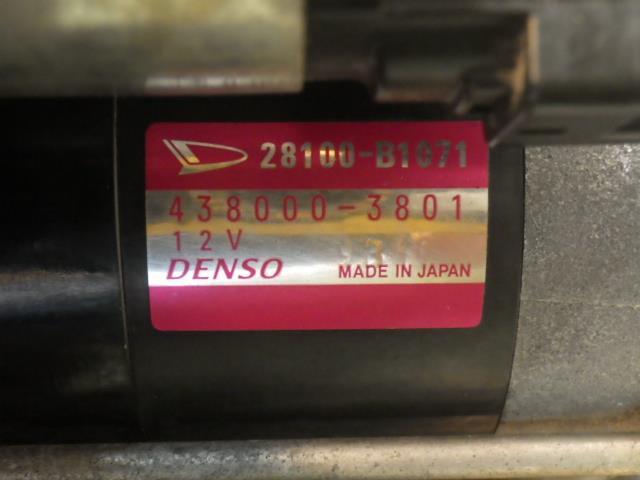 28100-B1071
438000-3801
12V
DENSO MADE IN JAPAN